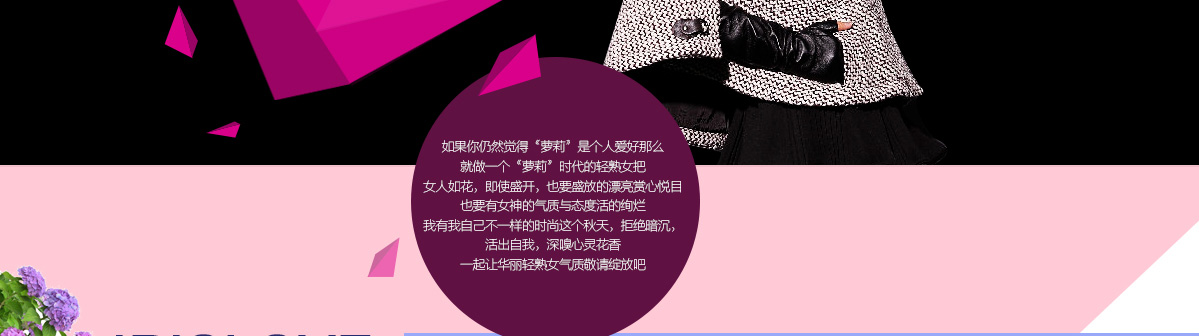 如果你仍然觉得“萝莉”是个人爱好那么
就做一个“萝莉”时代的轻熟女把
女人如花，即使盛开，也要盛放的漂亮赏心悦目
也要有女神的气质与态度活的绚烂
我有我自己不一样的时尚这个秋天，拒绝暗沉，
活出自我，深嗅心灵花香
一起让华丽轻熟女气质敬请绽放吧